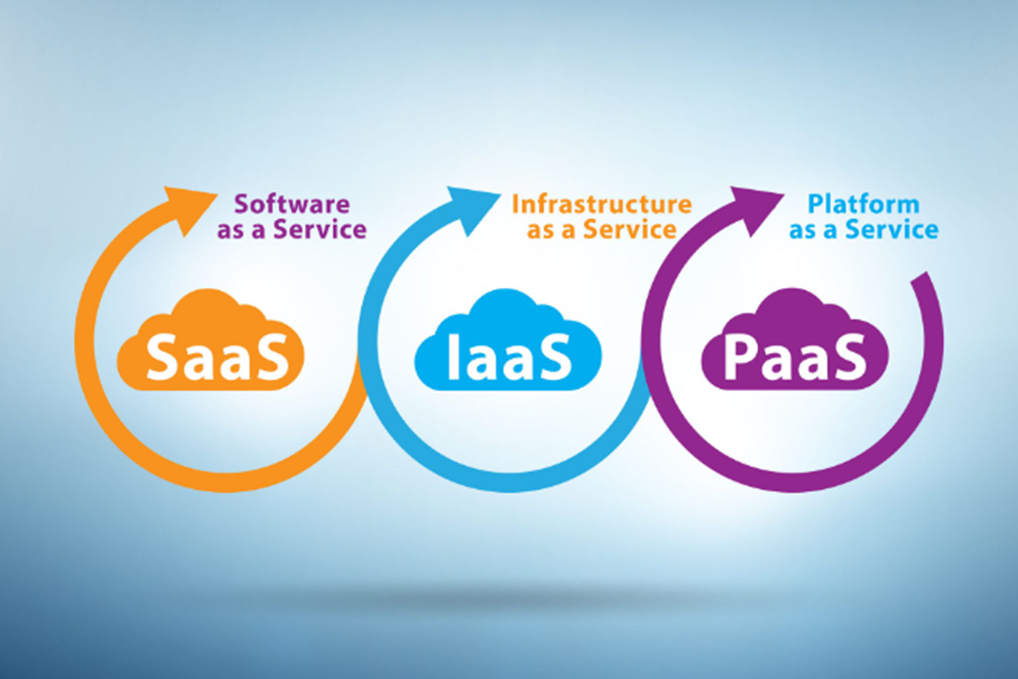 Software
as a Service
Infrastructure
as a Service
Platform
as a Service
SaaS
IaaS
PaaS